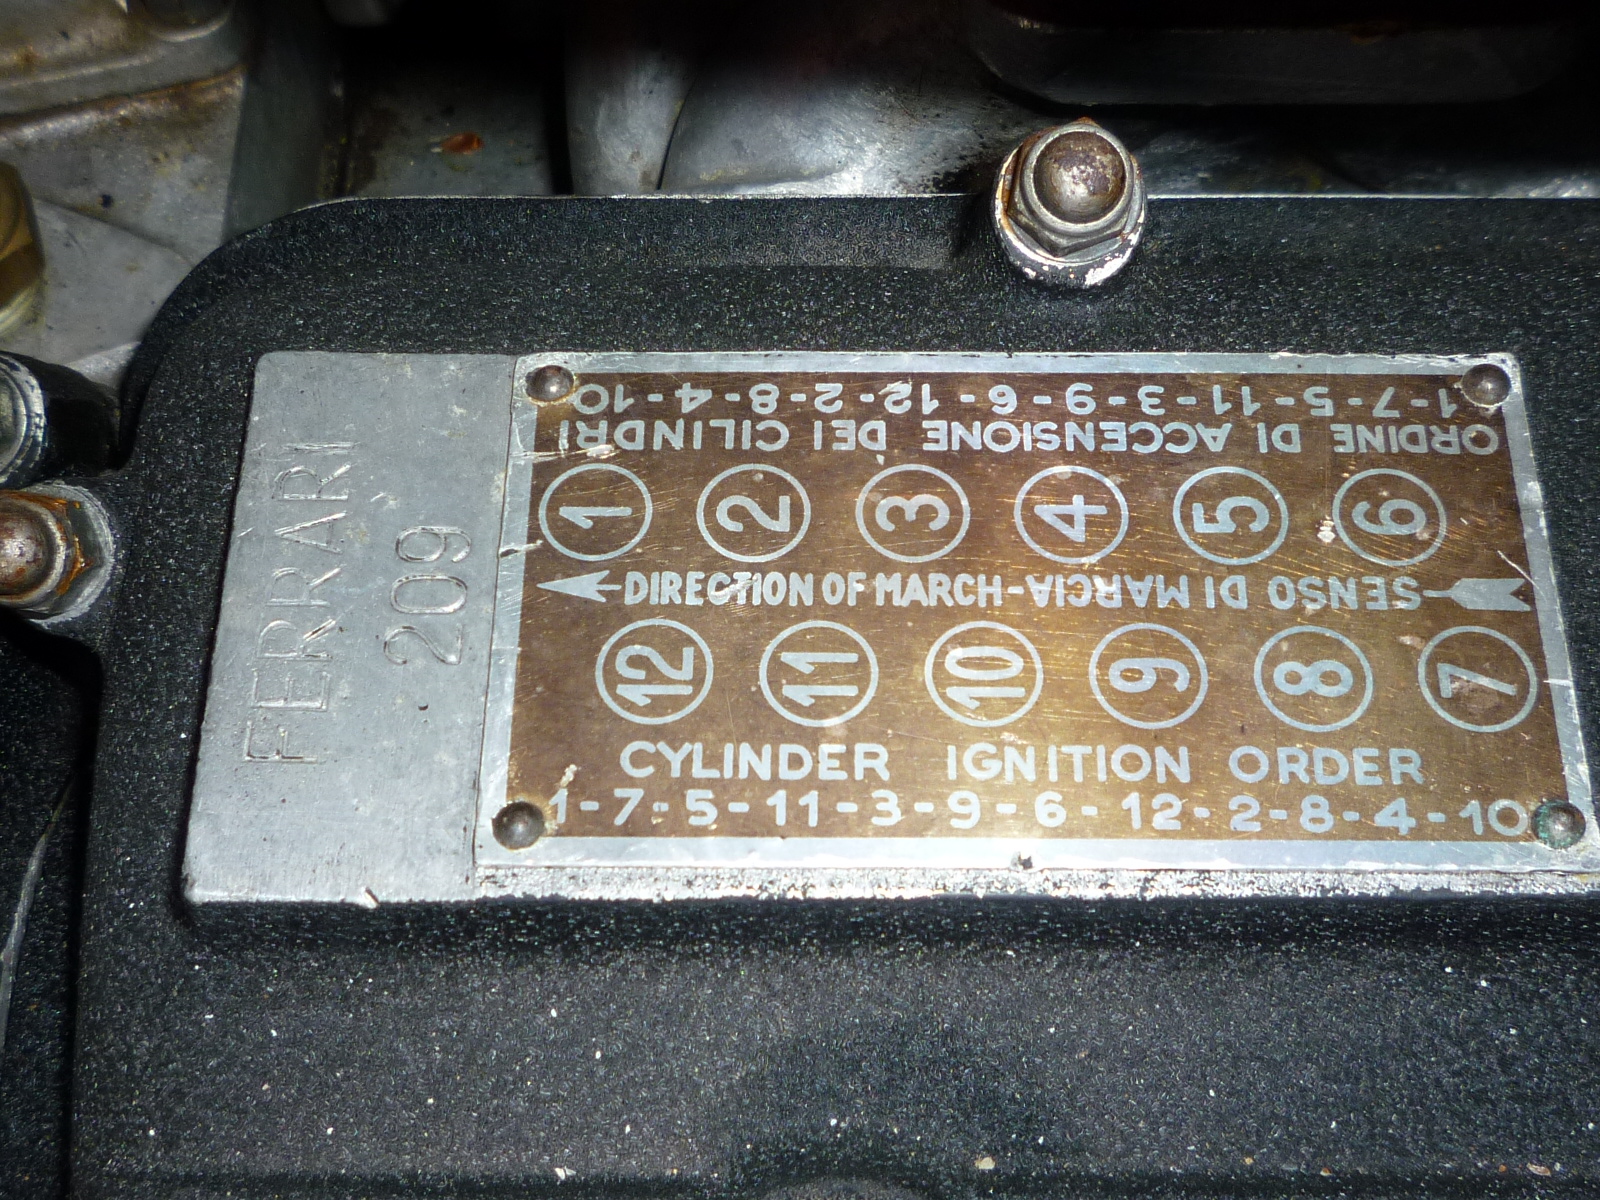 FERRARI
209
1-7-5-11-3-9-6-12-2-8-4-10
ORDINE DI ACCENSIONE DEI CILINDRI
1 2 3 4 5 6
DIRECTION OF MARCH-SENSO DI MARCIA
12 11 10 9 8 7
CYLINDER IGNITION ORDER
1-7-5-11-3-9-6-12-2-8-4-10